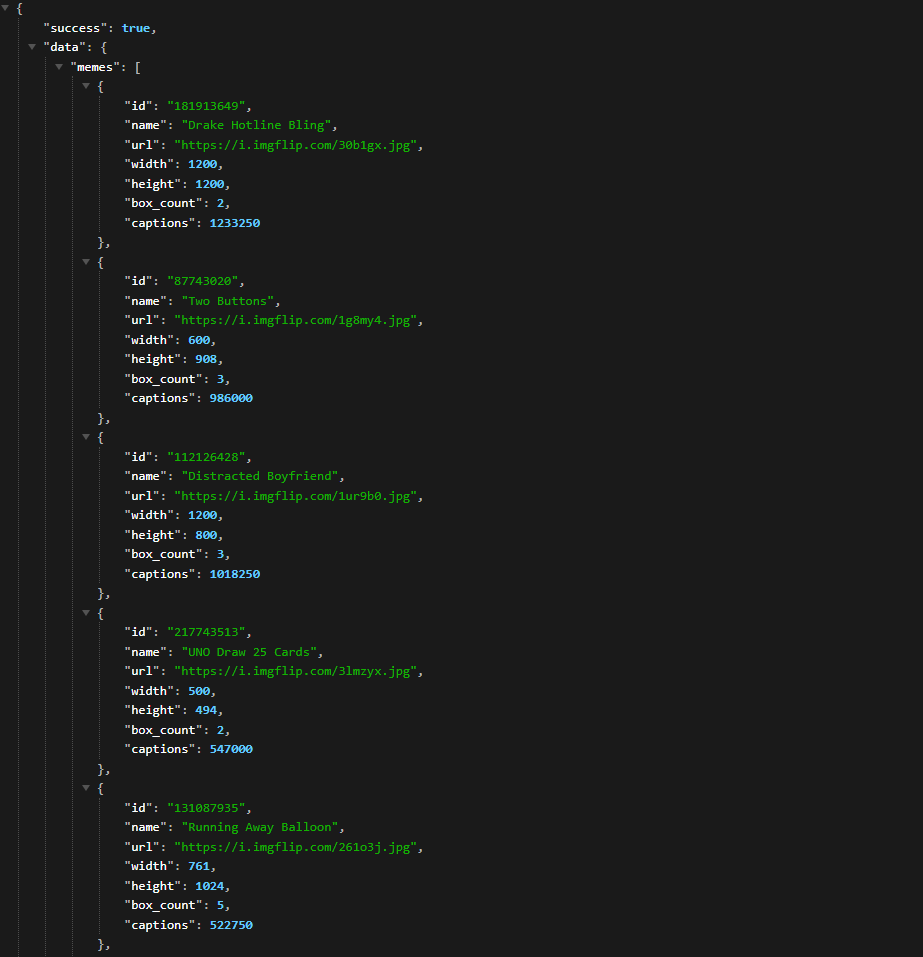 {
"success": true,
"data": {
"memes": [
{
"id": "181913649",
"name": "Drake Hotline Bling",
"url": "https://i.imgflip.com/30b1gx.jpg",
"width": 1200,
"height": 1200,
"box_count": 2,
"captions": 1233250
},
{
"id": "87743020",
"name": "Two Buttons",
"url": "https://i.imgflip.com/1g8my4.jpg",
"width": 600,
"height": 908,
"box_count": 3,
"captions": 986000
},
{
"id": "112126428",
"name": "Distracted Boyfriend",
"url": "https://i.imgflip.com/1ur9b0.jpg",
"width": 1200,
"height": 800,
"box_count": 3,
"captions": 1018250
},
{
"id": "217743513",
"name": "UNO Draw 25 Cards",
"url": "https://i.imgflip.com/3lmzyx.jpg",
"width": 500,
"height": 494,
"box_count": 2,
"captions": 547000
},
{
"id": "131087935",
"name": "Running Away Balloon",
"url": "https://i.imgflip.com/261o3j.jpg",
"width": 761,
"height": 1024,
"box_count": 5,
"captions": 522750
},